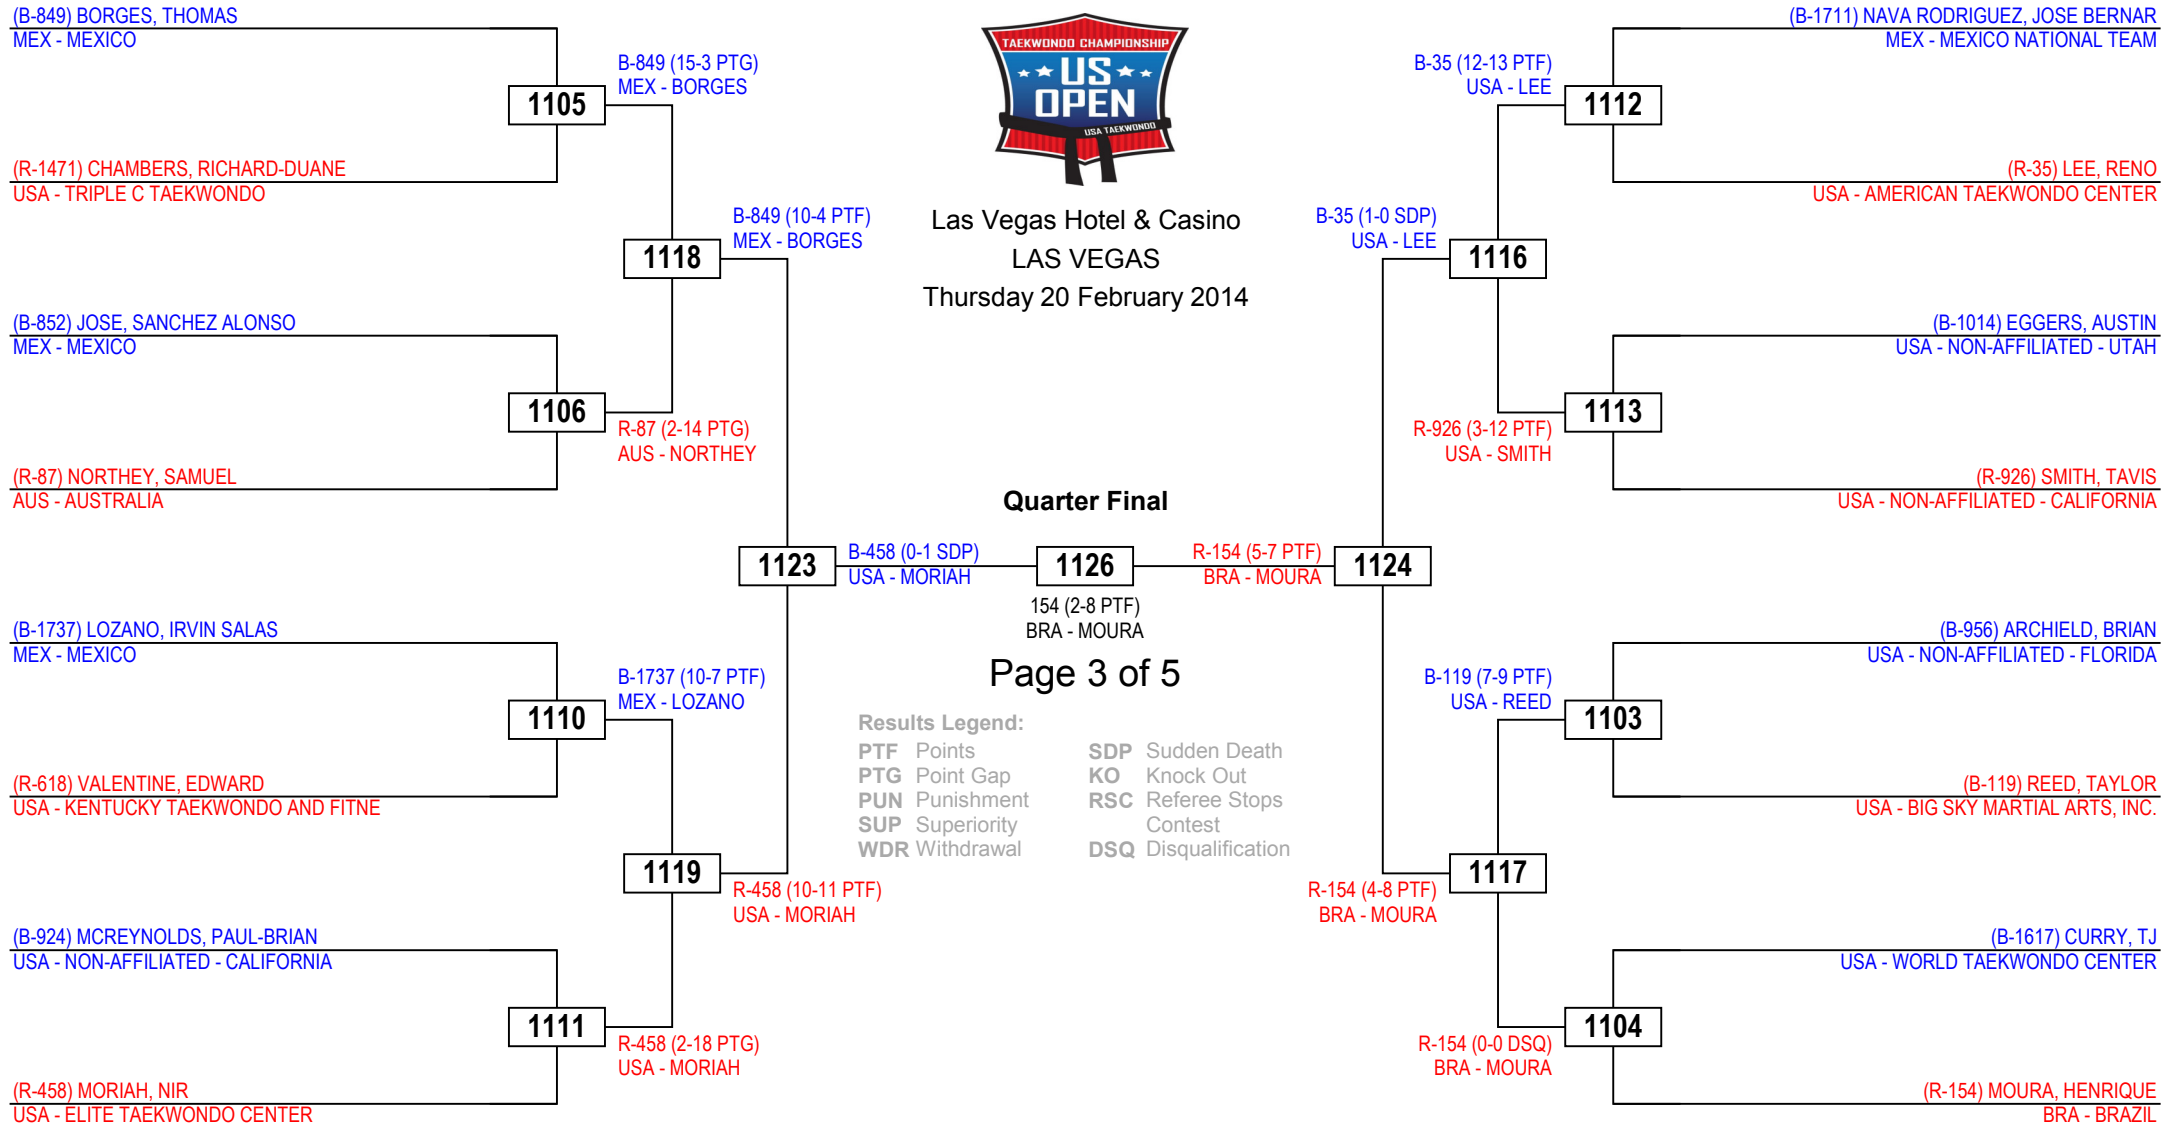 (B-849) BORGES, THOMAS
MEX - MEXICO
(R-1471) CHAMBERS, RICHARD-DUANE
USA - TRIPLE C TAEKWONDO
(B-852) JOSE, SANCHEZ ALONSO
MEX - MEXICO
(R-87) NORTHEY, SAMUEL
AUS - AUSTRALIA
(B-1737) LOZANO, IRVIN SALAS
MEX - MEXICO
(R-618) VALENTINE, EDWARD
USA - KENTUCKY TAEKWONDO AND FITNE
(B-924) MCREYNOLDS, PAUL-BRIAN
USA - NON-AFFILIATED - CALIFORNIA
(R-458) MORIAH, NIR
USA - ELITE TAEKWONDO CENTER
1105
B-849 (15-3 PTG)
MEX - BORGES
1106
R-87 (2-14 PTG)
AUS - NORTHEY
1110
B-1737 (10-7 PTF)
MEX - LOZANO
1111
R-458 (2-18 PTG)
USA - MORIAH
1118
B-849 (10-4 PTF)
MEX - BORGES
1119
R-458 (10-11 PTF)
USA - MORIAH
1123
B-458 (0-1 SDP)
USA - MORIAH
TAEKWONDO CHAMPIONSHIP
US
OPEN
USA TAEKWONDO
Las Vegas Hotel & Casino
LAS VEGAS
Thursday 20 February 2014
Quarter Final
1126
154 (2-8 PTF)
BRA - MOURA
Page 3 of 5
Results Legend:
PTF Points
PTG Point Gap
PUN Punishment
SUP Superiority
WDR Withdrawal
SDP Sudden Death
KO Knock Out
RSC Referee Stops
Contest
DSQ Disqualification
R-154 (5-7 PTF)
BRA - MOURA
1124
B-35 (1-0 SDP)
USA - LEE
1116
R-154 (4-8 PTF)
BRA - MOURA
1117
B-35 (12-13 PTF)
USA - LEE
1112
R-926 (3-12 PTF)
USA - SMITH
1113
B-119 (7-9 PTF)
USA - REED
1103
R-154 (0-0 DSQ)
BRA - MOURA
1104
(B-1711) NAVA RODRIGUEZ, JOSE BERNAR
MEX - MEXICO NATIONAL TEAM
(R-35) LEE, RENO
USA - AMERICAN TAEKWONDO CENTER
(B-1014) EGGERS, AUSTIN
USA - NON-AFFILIATED - UTAH
(R-926) SMITH, TAVIS
USA - NON-AFFILIATED - CALIFORNIA
(B-956) ARCHIELD, BRIAN
USA - NON-AFFILIATED - FLORIDA
(B-119) REED, TAYLOR
USA - BIG SKY MARTIAL ARTS, INC.
(B-1617) CURRY, TJ
USA - WORLD TAEKWONDO CENTER
(R-154) MOURA, HENRIQUE
BRA - BRAZIL